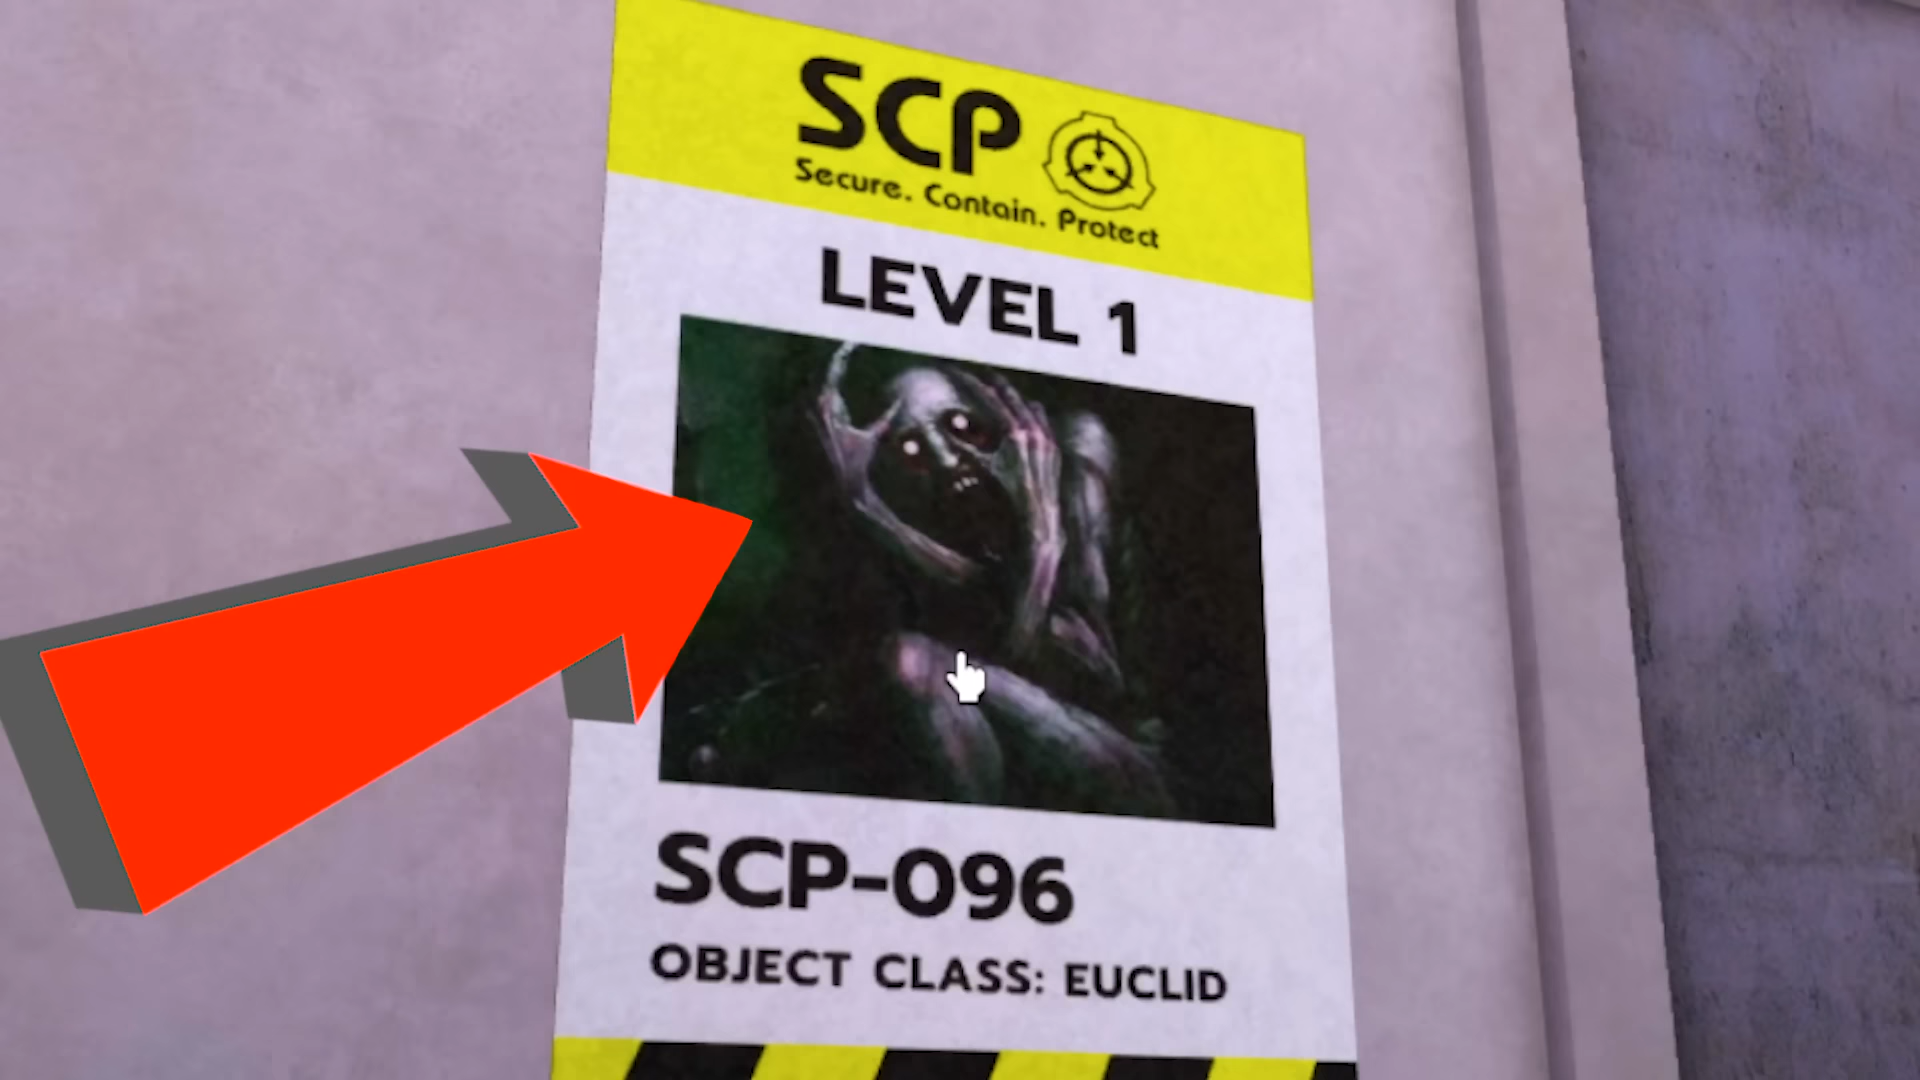 SCP
Secure. Contain. Protect
LEVEL 1
SCP-096
OBJECT CLASS: EUCLID